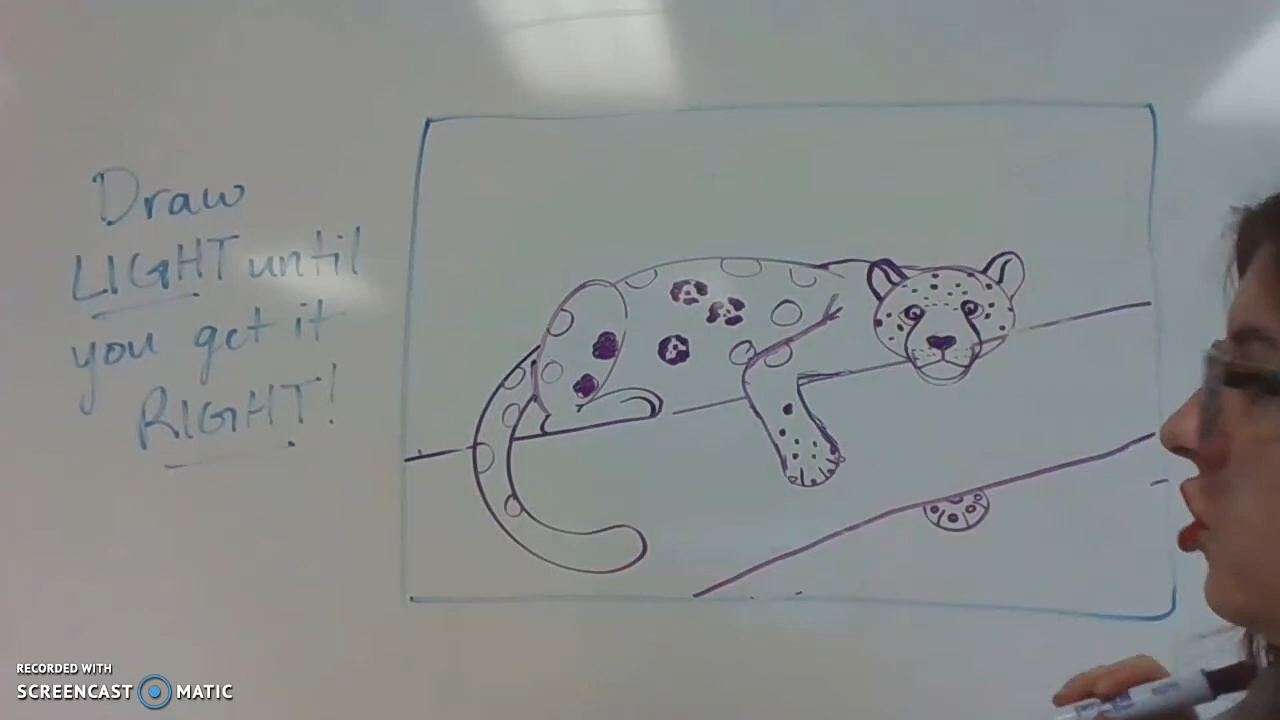 Draw
LIGHT until
you get it
RIGHT!
RECORDED WITH
SCREENCAST MATIC